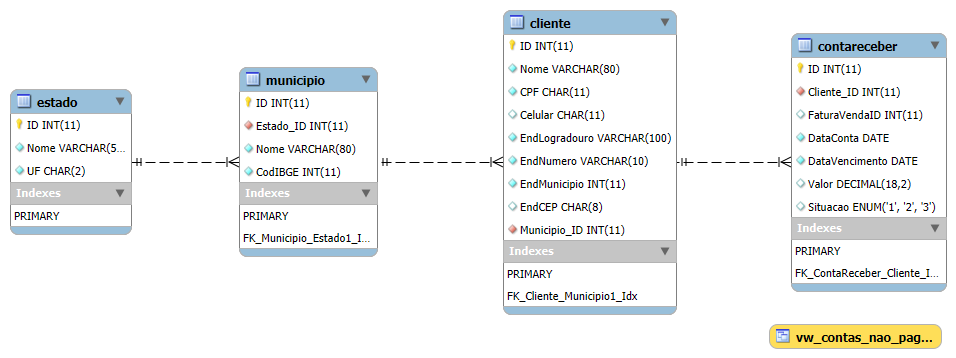 estado
ID INT(11)
Nome VARCHAR(5...
UF CHAR(2)
Indexes
PRIMARY
municipio
ID INT(11)
Estado_ID INT(11)
Nome VARCHAR(80)
CodIBGE INT(11)
Indexes
PRIMARY
FK_Municipio_Estado1_I...
cliente
ID INT(11)
Nome VARCHAR(80)
CPF CHAR(11)
Celular CHAR(11)
EndLogradouro VARCHAR(100)
EndNumero VARCHAR(10)
EndMunicipio INT(11)
EndCEP CHAR(8)
Municipio_ID INT(11)
Indexes
PRIMARY
FK_Cliente_Municipio1_Idx
contareceber
ID INT(11)
Cliente_ID INT(11)
FaturaVendaID INT(11)
DataConta DATE
DataVencimento DATE
Valor DECIMAL(18,2)
Situacao ENUM('1', '2', '3')
Indexes
PRIMARY
FK_ContaReceber_Cliente_I...
vw_contas_nao_pag...